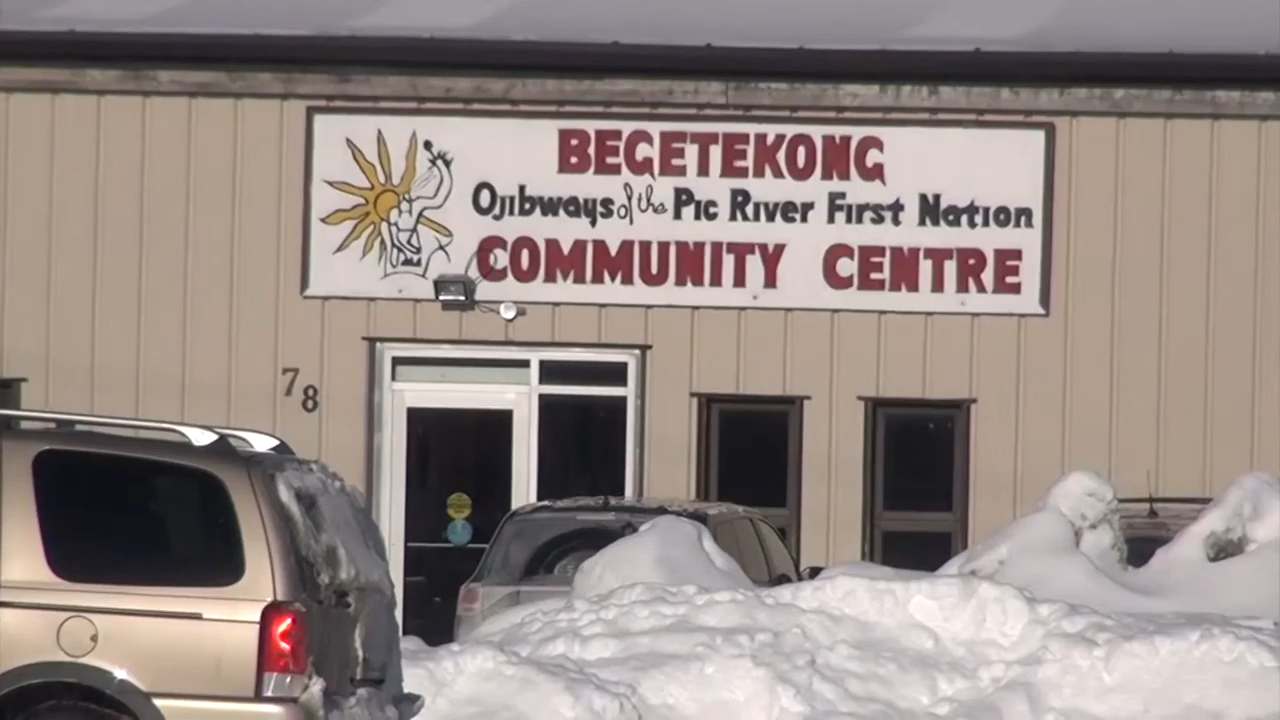 BEGETEKONG
Ojibways of the Pic River First Nation
COMMUNITY CENTRE
78